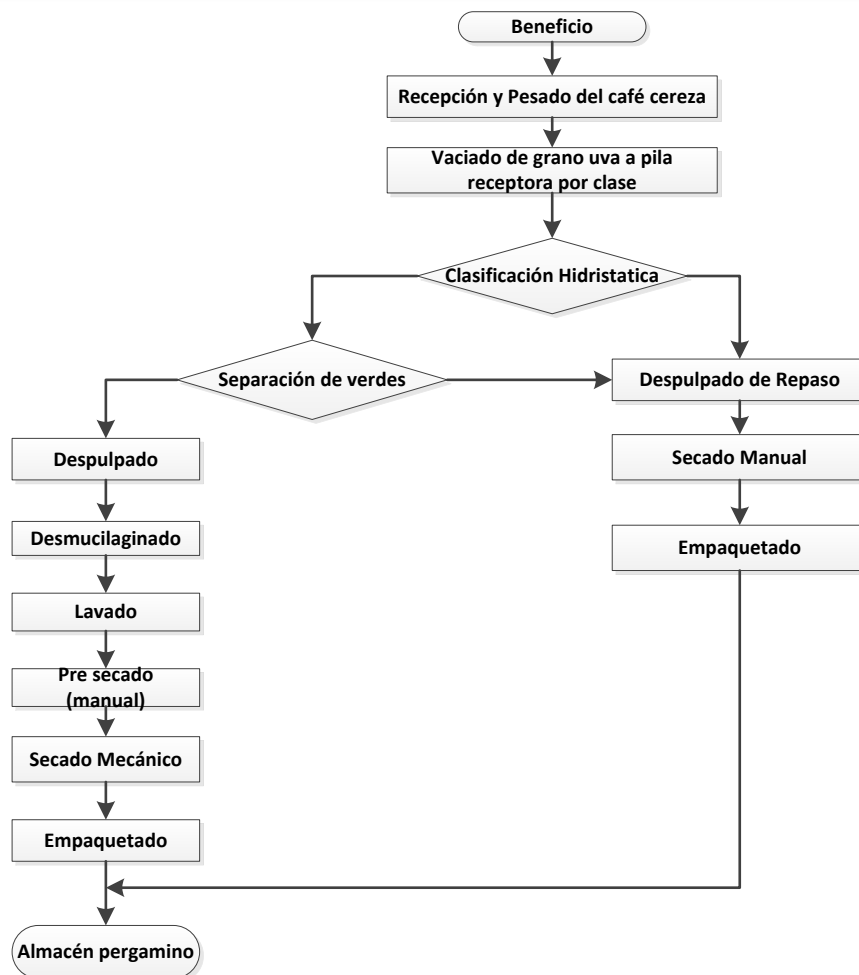 Beneficio
Recepción y Pesado del café cereza
Vaciado de grano uva a pila
receptora por clase
Clasificación Hidristatica
Separación de verdes
Despulpado de Repaso
Despulpado
Secado Manual
Desmucilaginado
Empaquetado
Lavado
Pre secado
(manual)
Secado Mecánico
Empaquetado
Almacén pergamino